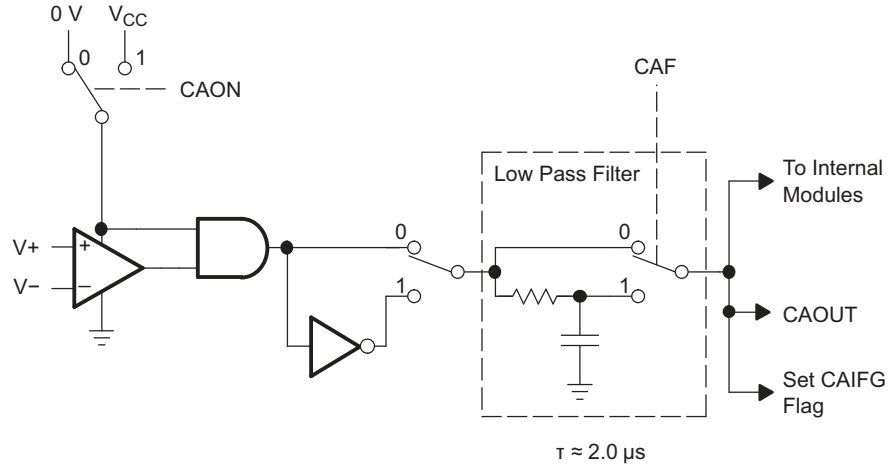 0 V
VCC
0
1
CAON
CAF
Low Pass Filter
To Internal
Modules
V+
+
0
0
V−
−
1
1
CAOUT
Set CAIFG
Flag
τ ≈ 2.0 µs